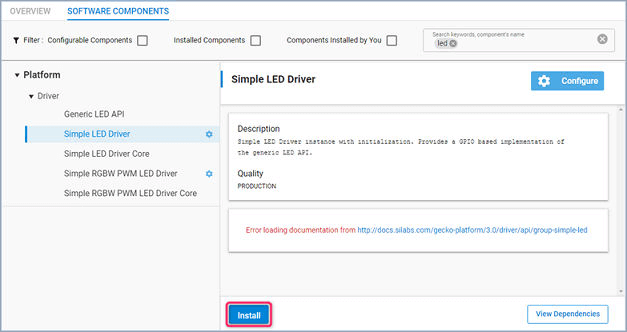 OVERVIEW SOFTWARE COMPONENTS
Filter : Configurable Components Installed Components Components Installed by You
Search keywords, component's name
led
Platform
Driver
Generic LED API
Simple LED Driver
Simple LED Driver Core
Simple RGBW PWM LED Driver
Simple RGBW PWM LED Driver Core
Simple LED Driver
Configure
Description
Simple LED Driver instance with initialization. Provides a GPIO based implementation of
the generic LED API.
Quality
PRODUCTION
Error loading documentation from http://docs.silabs.com/gecko-platform/3.0/driver/api/group-simple-led
Install
View Dependencies